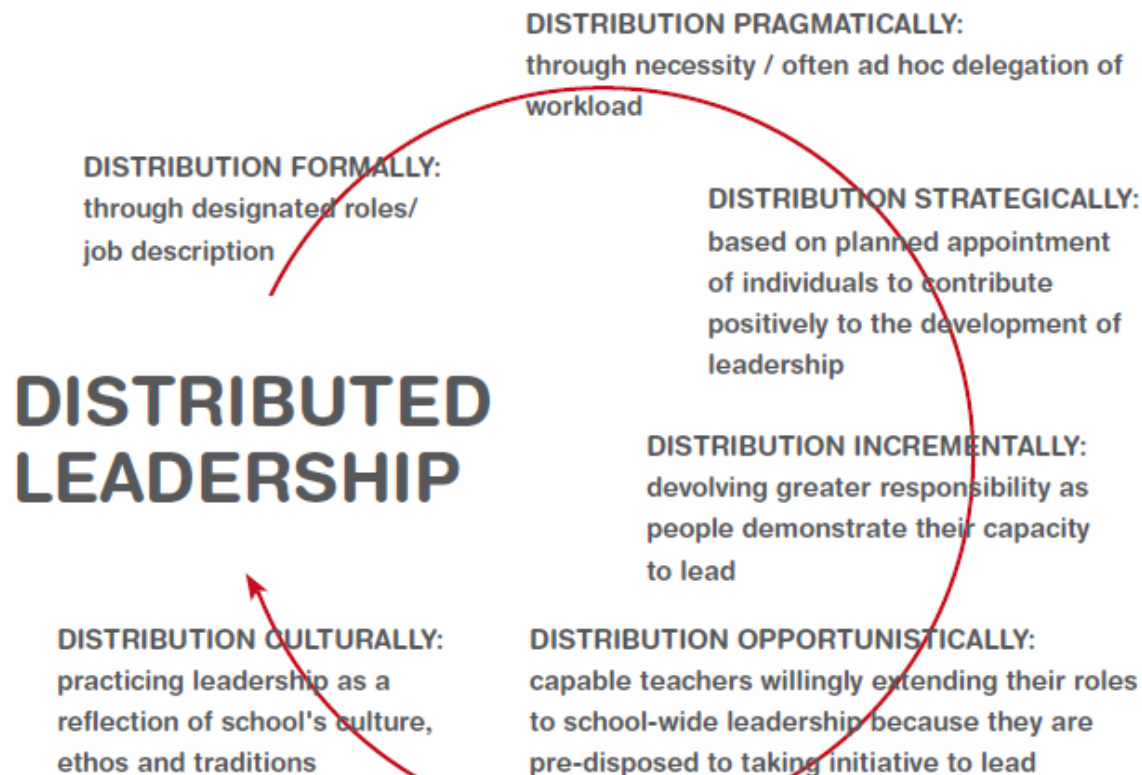 DISTRIBUTION PRAGMATICALLY:
through necessity / often ad hoc delegation of
workload
DISTRIBUTION FORMALLY:
through designated roles/
job description
DISTRIBUTION STRATEGICALLY:
based on planned appointment
of individuals to contribute
positively to the development of
leadership
DISTRIBUTED
LEADERSHIP
DISTRIBUTION INCREMENTALLY:
devolving greater responsibility as
people demonstrate their capacity
to lead
DISTRIBUTION CULTURALLY:
practicing leadership as a
reflection of school's culture,
ethos and traditions
DISTRIBUTION OPPORTUNISTICALLY:
capable teachers willingly extending their roles
to school-wide leadership because they are
pre-disposed to taking initiative to lead